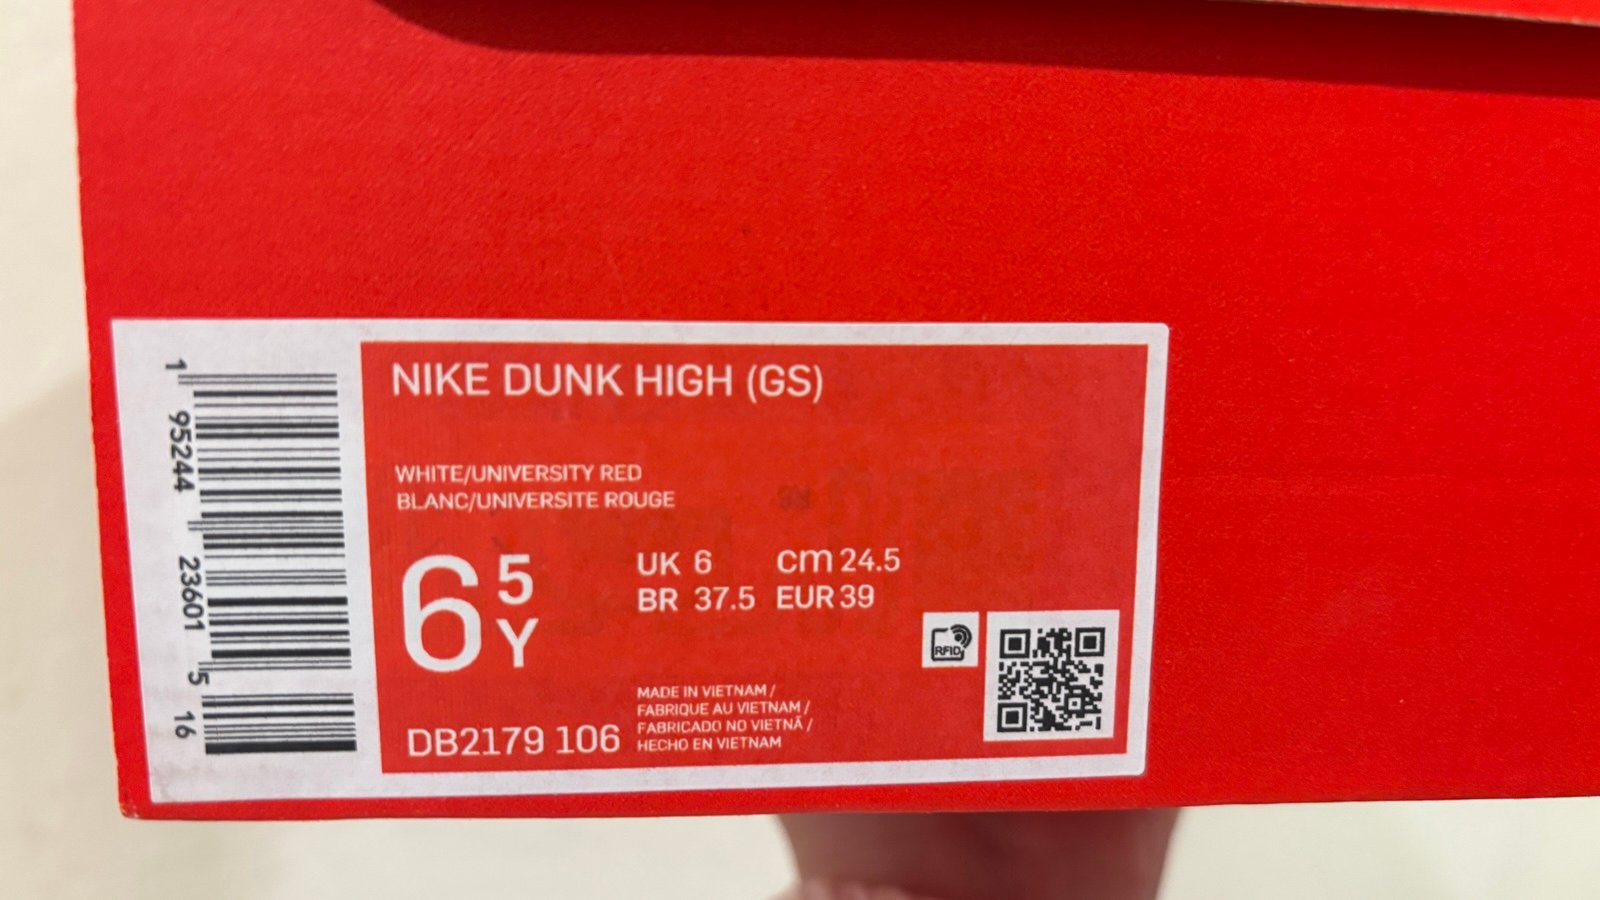 1 95244 23601 5 16
NIKE DUNK HIGH (GS)
WHITE/UNIVERSITY RED
BLANC/UNIVERSITE ROUGE
6 5 Y
UK 6 cm 24.5
BR 37.5 EUR 39
RFID
MADE IN VIETNAM /
FABRIQUE AU VIETNAM /
FABRICADO NO VIETNÃ /
HECHO EN VIETNAM
DB2179 106